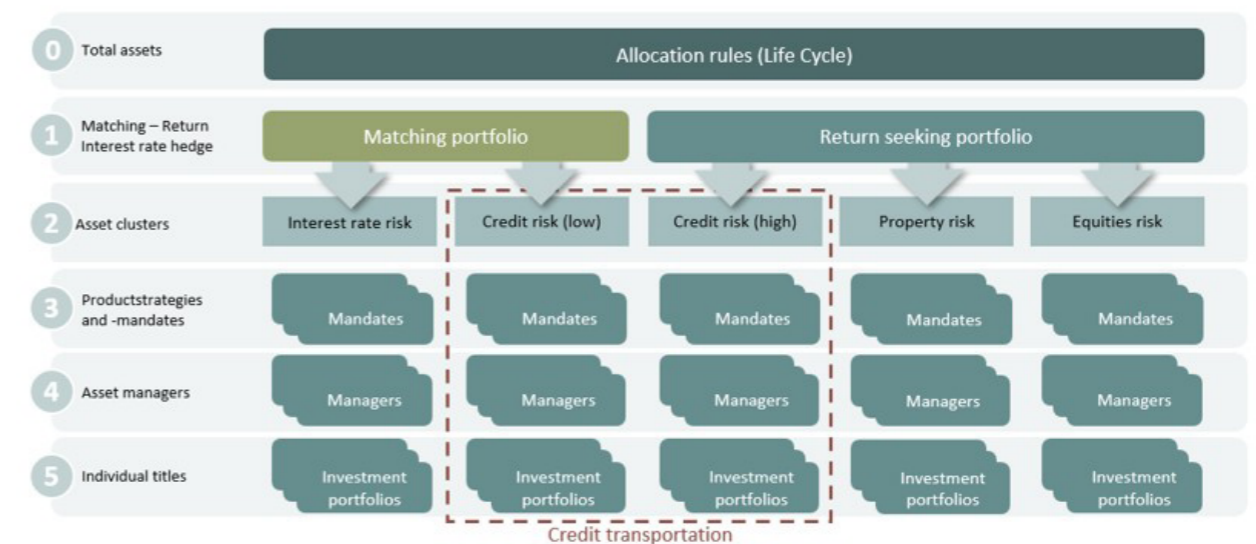 0 Total assets
Allocation rules (Life Cycle)
1 Matching – Return
Interest rate hedge
Matching portfolio
Return seeking portfolio
2 Asset clusters
Interest rate risk
Credit risk (low)
Credit risk (high)
Property risk
Equities risk
3 Productstrategies
and -mandates
Mandates
Mandates
Mandates
Mandates
Mandates
4 Asset managers
Managers
Managers
Managers
Managers
Managers
5 Individual titles
Investment
portfolios
Investment
portfolios
Investment
portfolios
Investment
portfolios
Investment
portfolios
Credit transportation